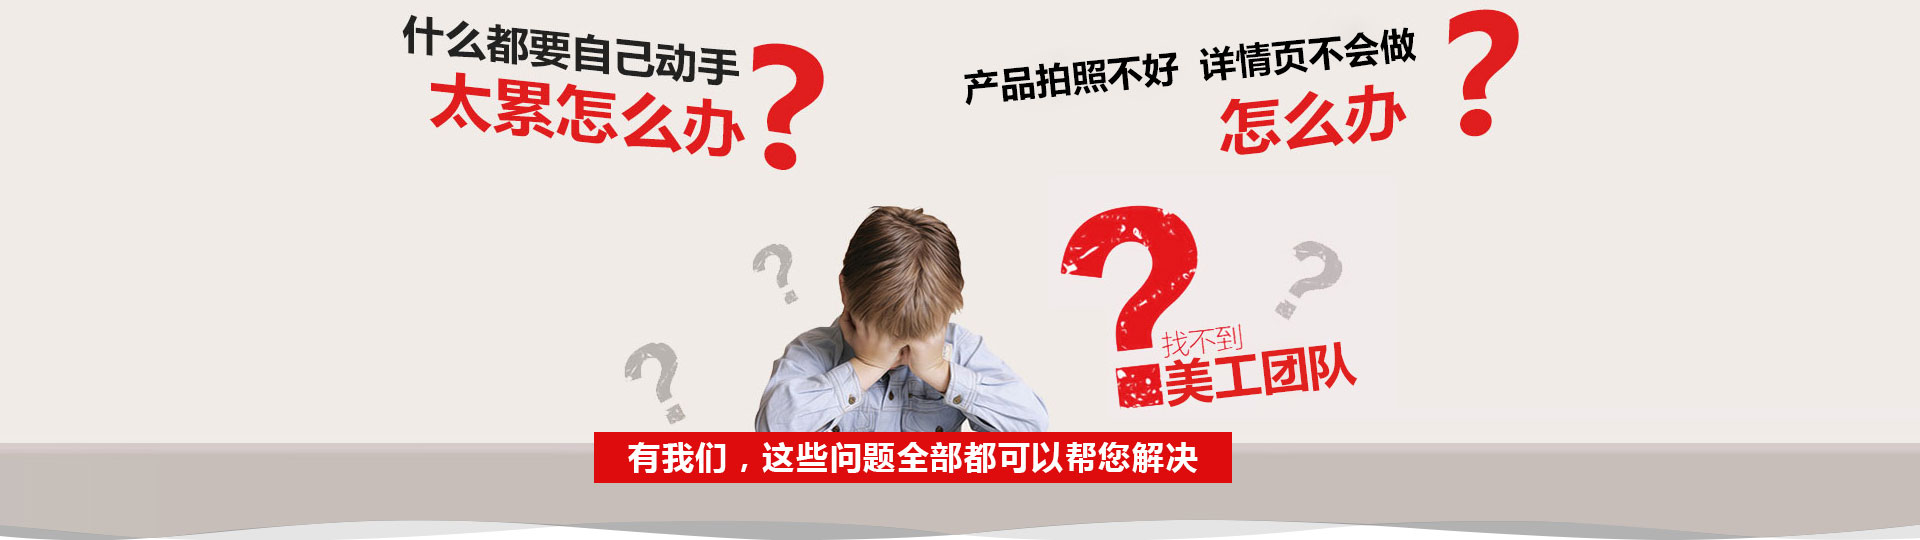 什么都要自己动手
太累怎么办?
产品拍照不好 详情页不会做
怎么办?
?
?
?
找不到
?
美工团队
有我们，这些问题全部都可以帮您解决